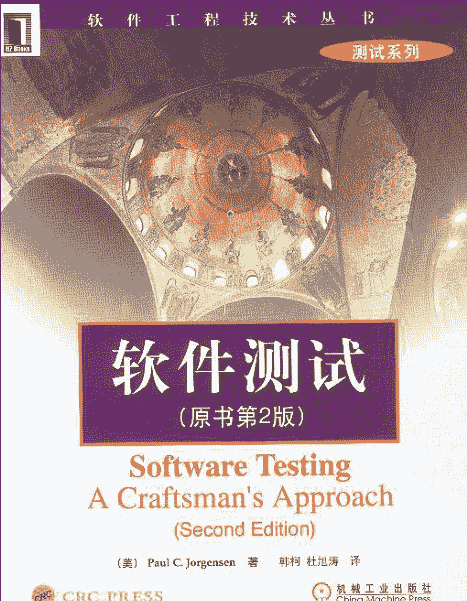 软件工程技术丛书
HZ Books
测试系列
软件测试
(原书第2版)
Software Testing
A Craftsman's Approach
(Second Edition)
(美) Paul C. Jorgensen 著 韩柯 杜旭涛 译
CRC PRESS
机械工业出版社
China Machine Press